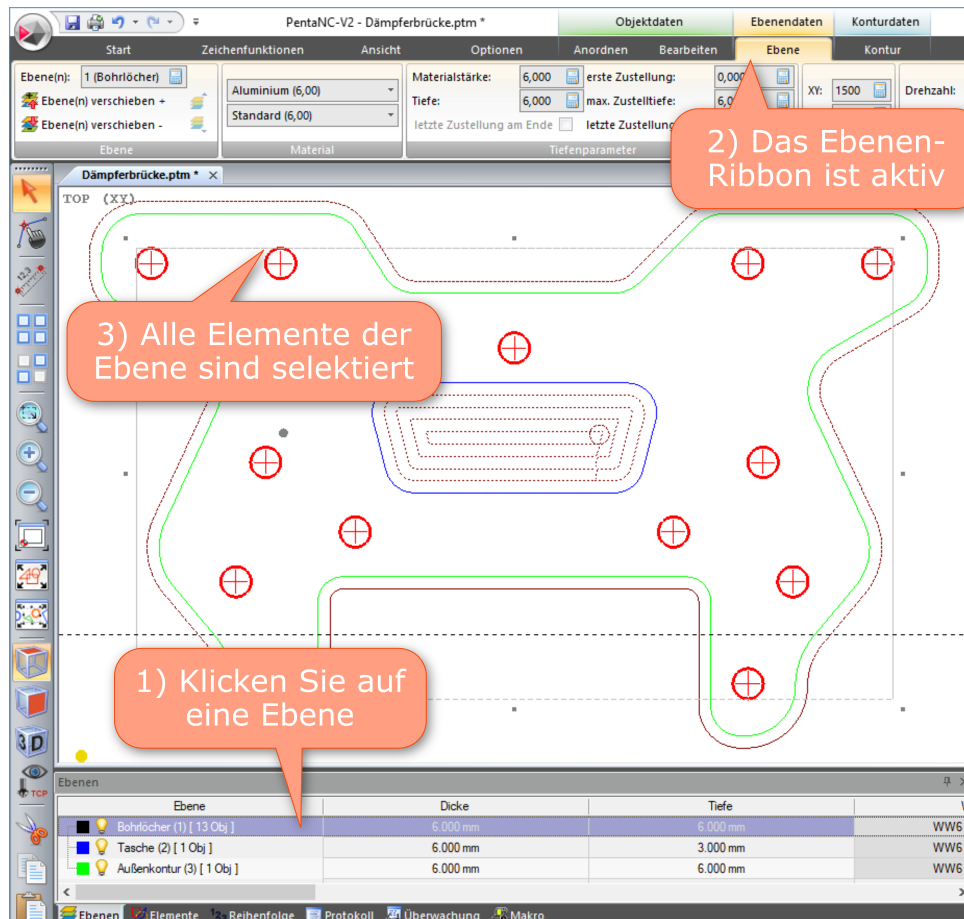 PentaNC-V2 - Dämpferbrücke.ptm *
Objektdaten Ebenendaten Konturdaten
Start Zeichenfunktionen Ansicht Optionen Anordnen Bearbeiten Ebene Kontur
Ebene(n): 1 (Bohrlöcher)
Ebene(n) verschieben +
Ebene(n) verschieben -
Ebene
Aluminium (6,00)
Standard (6,00)
Material
Materialstärke: 6,000 erste Zustellung: 0,000
Tiefe: 6,000 max. Zustelltiefe:
letzte Zustellung am Ende letzte Zustellung
Tiefenparameter
XY: 1500 Drehzahl:
2) Das Ebenen-
Ribbon ist aktiv
Dämpferbrücke.ptm * ×
TOP (XY)
3) Alle Elemente der
Ebene sind selektiert
1) Klicken Sie auf
eine Ebene
12,3
49
3D
TCP
Ebenen
Ebene Dicke Tiefe
Bohrlöcher (1) [ 13 Obj ] 6.000 mm 6.000 mm WW6
Tasche (2) [ 1 Obj ] 6.000 mm 3.000 mm WW6
Außenkontur (3) [ 1 Obj ] 6.000 mm 6.000 mm WW6
Ebenen Elemente Reihenfolge Protokoll Überwachung Makro